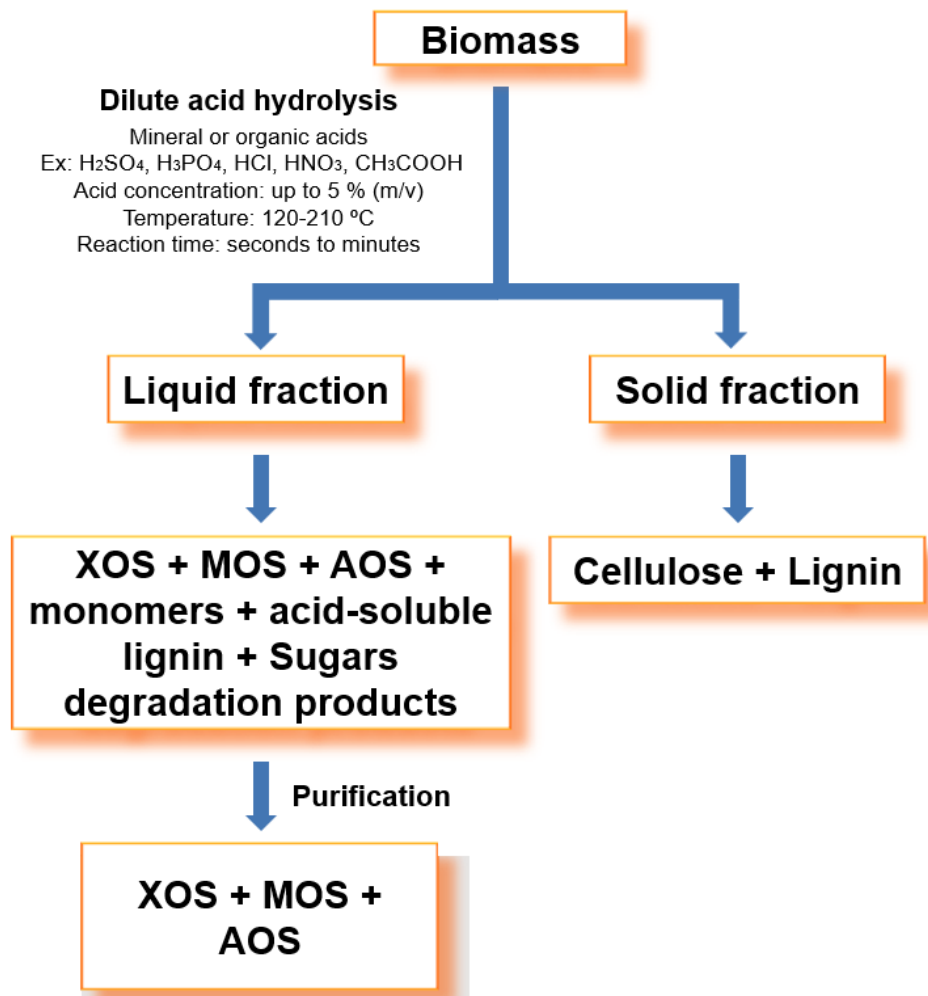 Biomass
Dilute acid hydrolysis
Mineral or organic acids
Ex: H₂SO₄, H₃PO₄, HCl, HNO₃, CH₃COOH
Acid concentration: up to 5 % (m/v)
Temperature: 120-210 ºC
Reaction time: seconds to minutes
Liquid fraction
Solid fraction
XOS + MOS + AOS +
monomers + acid-soluble
lignin + Sugars
degradation products
Cellulose + Lignin
Purification
XOS + MOS +
AOS